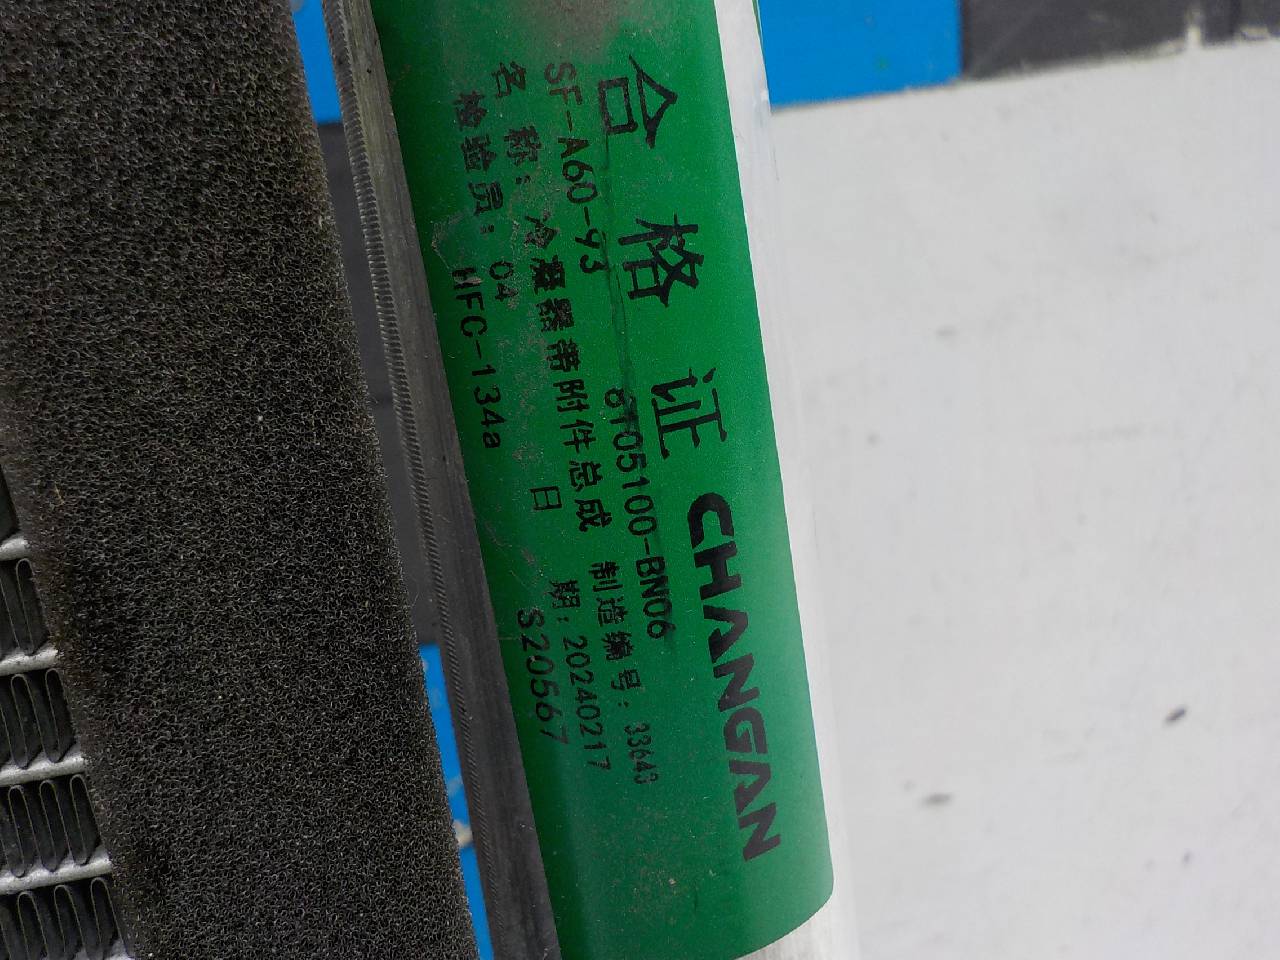 合格证 CHANGAN
SF-A60-93 8105100-BN06
名 称：冷凝器带附件总成 制造编号：33643
检验员：04 日 期：20240217
HFC-134a S20567